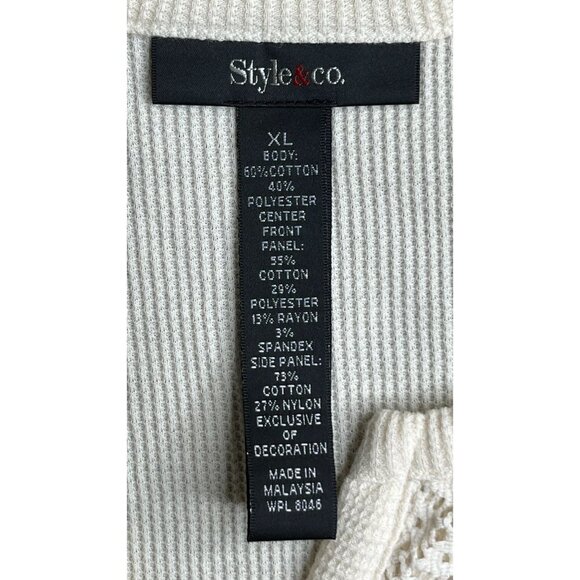 Style&co.
XL
BODY:
60%COTTON
40%
POLYESTER
CENTER
FRONT
PANEL:
55%
COTTON
29%
POLYESTER
13% RAYON
3%
SPANDEX
SIDE PANEL:
73%
COTTON
27% NYLON
EXCLUSIVE
OF
DECORATION
MADE IN
MALAYSIA
WPL 8046